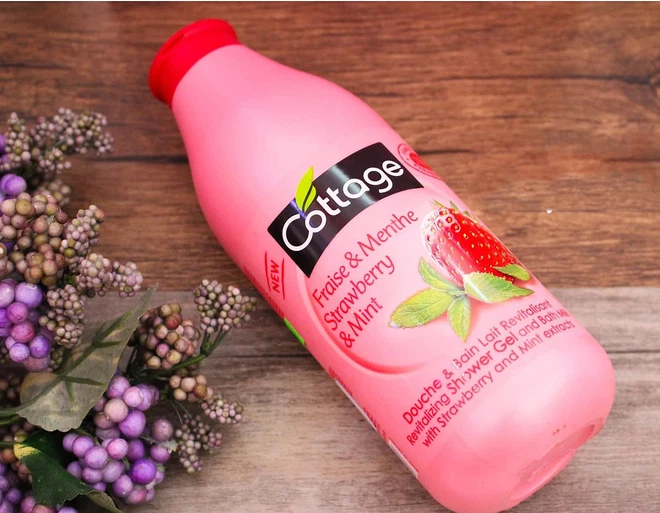 Cottage
NEW
Fraise & Menthe
Strawberry
& Mint
Douche & Bain Lait Revitalisant
Revitalizing Shower Gel and Bath Milk
with Strawberry and Mint extracts